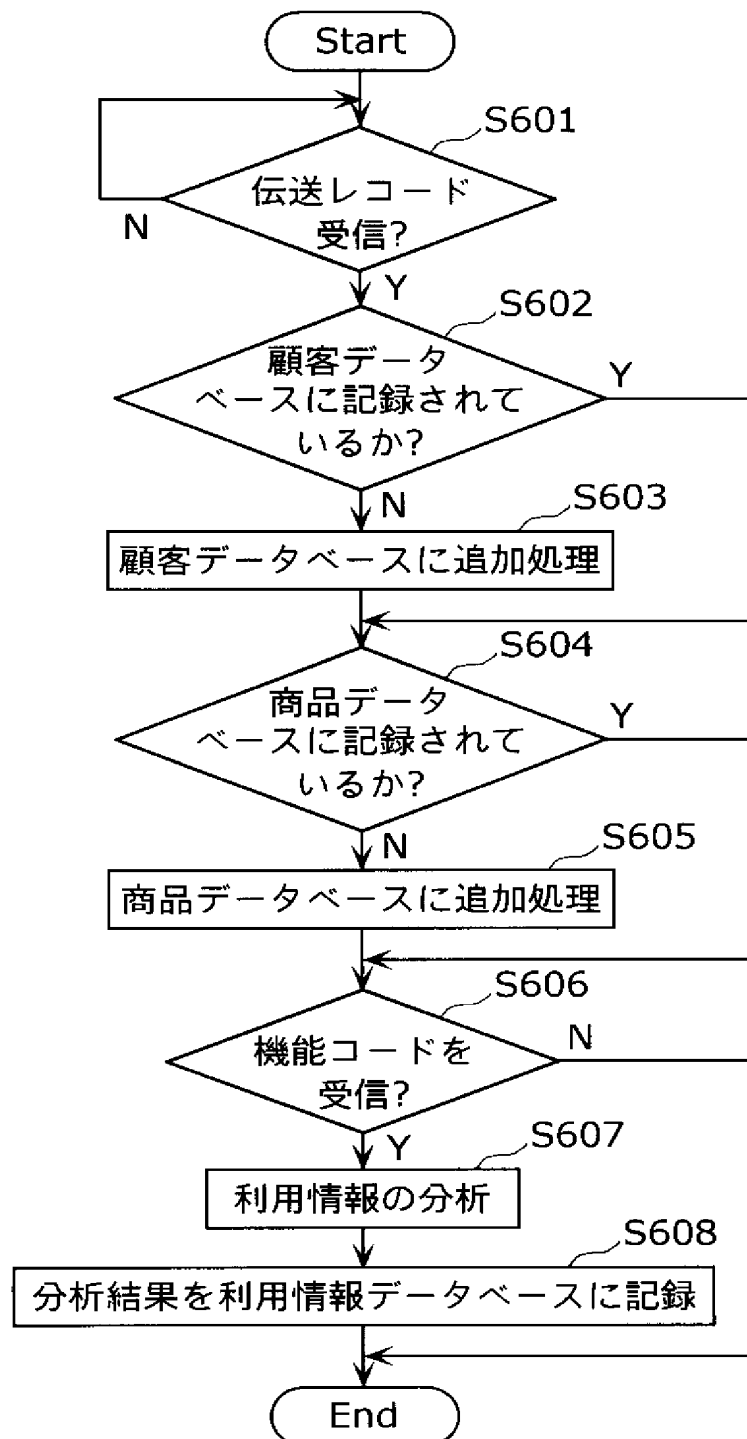 Start
S601
伝送レコード
受信?
N
Y
S602
顧客データ
ベースに記録されて
いるか?
Y
N
S603
顧客データベースに追加処理
S604
商品データ
ベースに記録されて
いるか?
Y
N
S605
商品データベースに追加処理
S606
機能コードを
受信?
N
Y
S607
利用情報の分析
S608
分析結果を利用情報データベースに記録
End